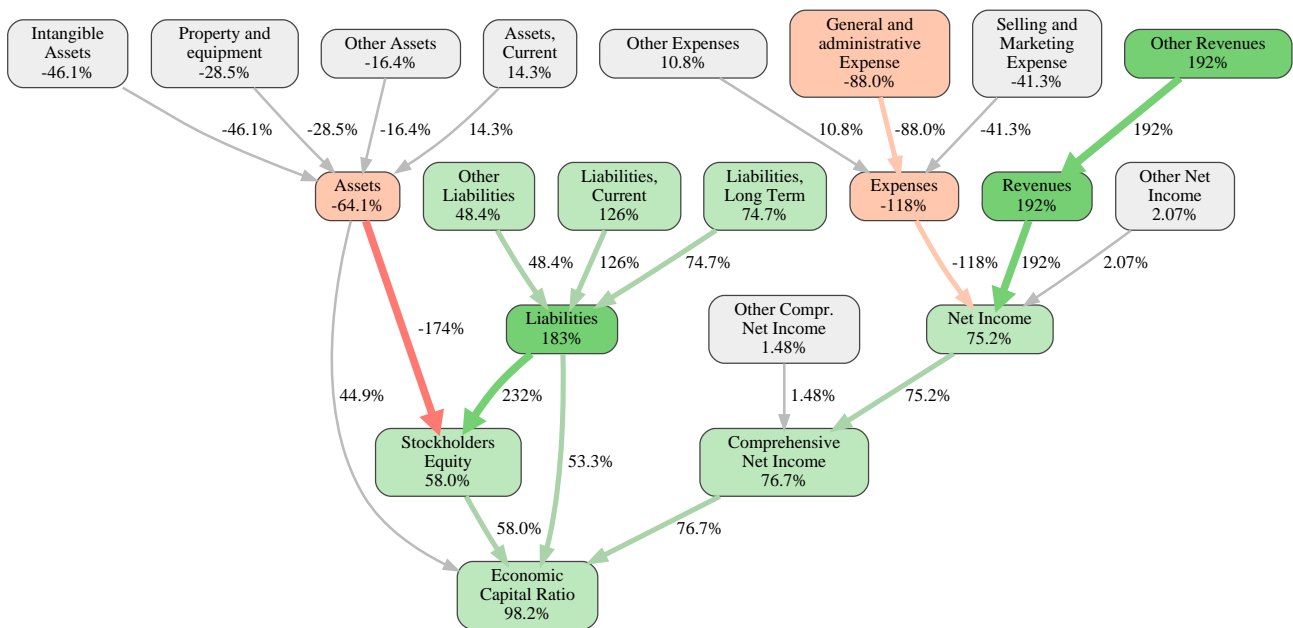 Intangible
Assets
-46.1%
Property and
equipment
-28.5%
Other Assets
-16.4%
Assets,
Current
14.3%
Other Expenses
10.8%
General and
administrative
Expense
-88.0%
Selling and
Marketing
Expense
-41.3%
Other Revenues
192%
-46.1%
-28.5%
-16.4%
14.3%
10.8%
-88.0%
-41.3%
192%
Assets
-64.1%
Other
Liabilities
48.4%
Liabilities,
Current
126%
Liabilities,
Long Term
74.7%
Expenses
-118%
Revenues
192%
Other Net
Income
2.07%
48.4%
126%
74.7%
-118%
192%
2.07%
-174%
Liabilities
183%
Other Compr.
Net Income
1.48%
Net Income
75.2%
44.9%
232%
1.48%
75.2%
Stockholders
Equity
58.0%
53.3%
Comprehensive
Net Income
76.7%
58.0%
76.7%
Economic
Capital Ratio
98.2%